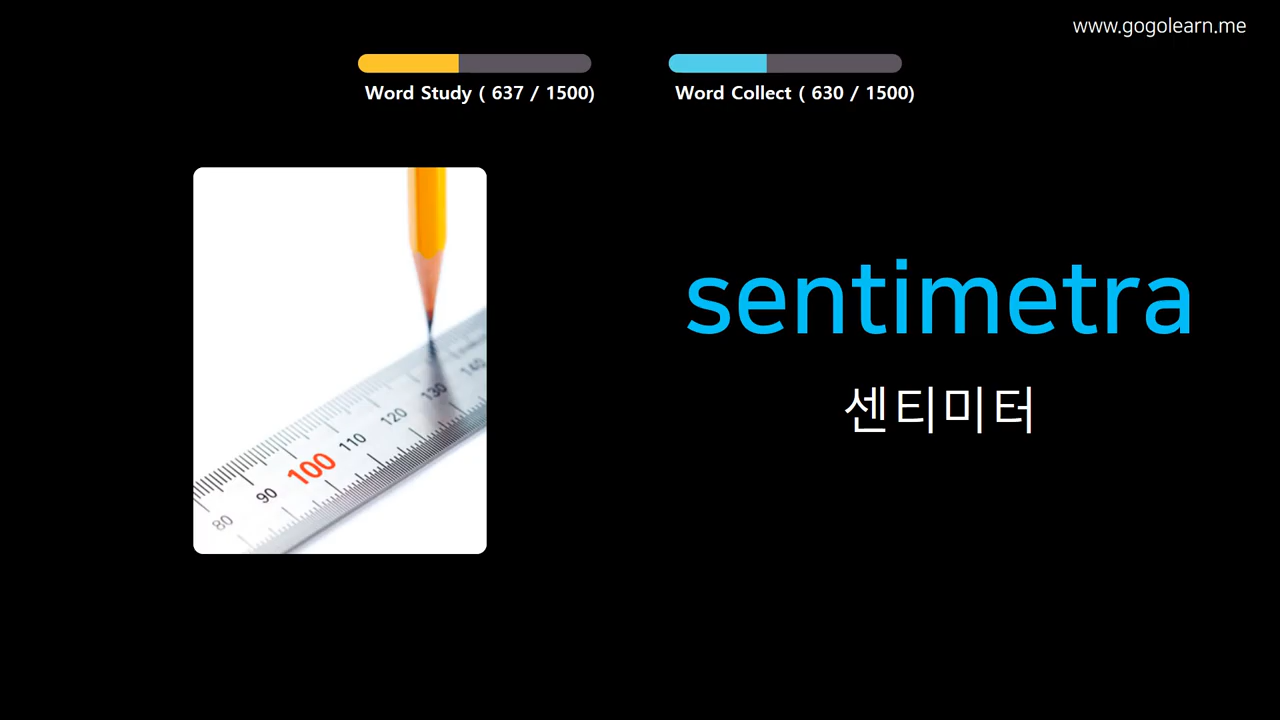 www.gogolearn.me
Word Study ( 637 / 1500)
Word Collect ( 630 / 1500)
sentimetra
센티미터
140
130
120
110
100
90
80